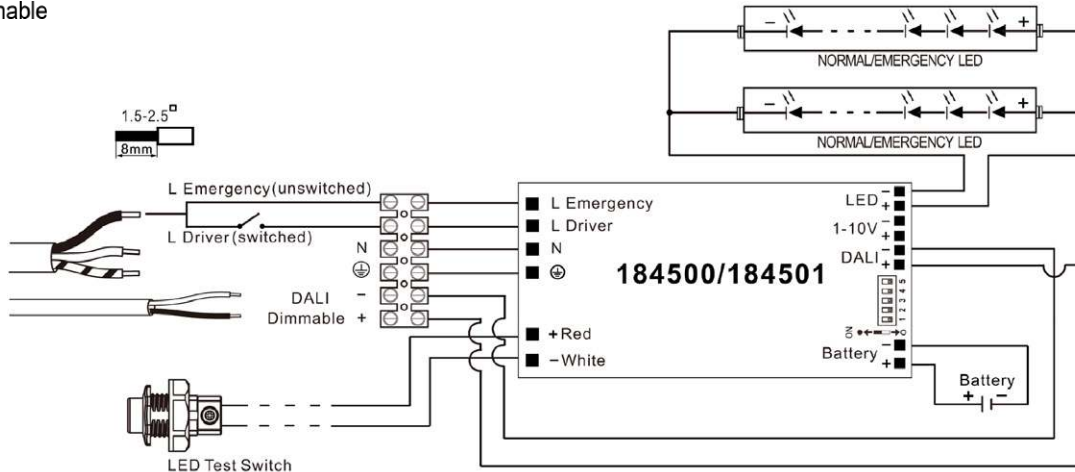 nable
1.5-2.5
8mm
L Emergency(unswitched)
L Driver(switched)
N
DALI
Dimmable
-
+
LED Test Switch
L Emergency
L Driver
N
+Red
-White
184500/184501
LED
-
+
1-10V
-
+
DALI
-
+
1 2 3 4 5
ON
Battery
-
+
Battery
+ -
- +
NORMAL/EMERGENCY LED
- +
NORMAL/EMERGENCY LED